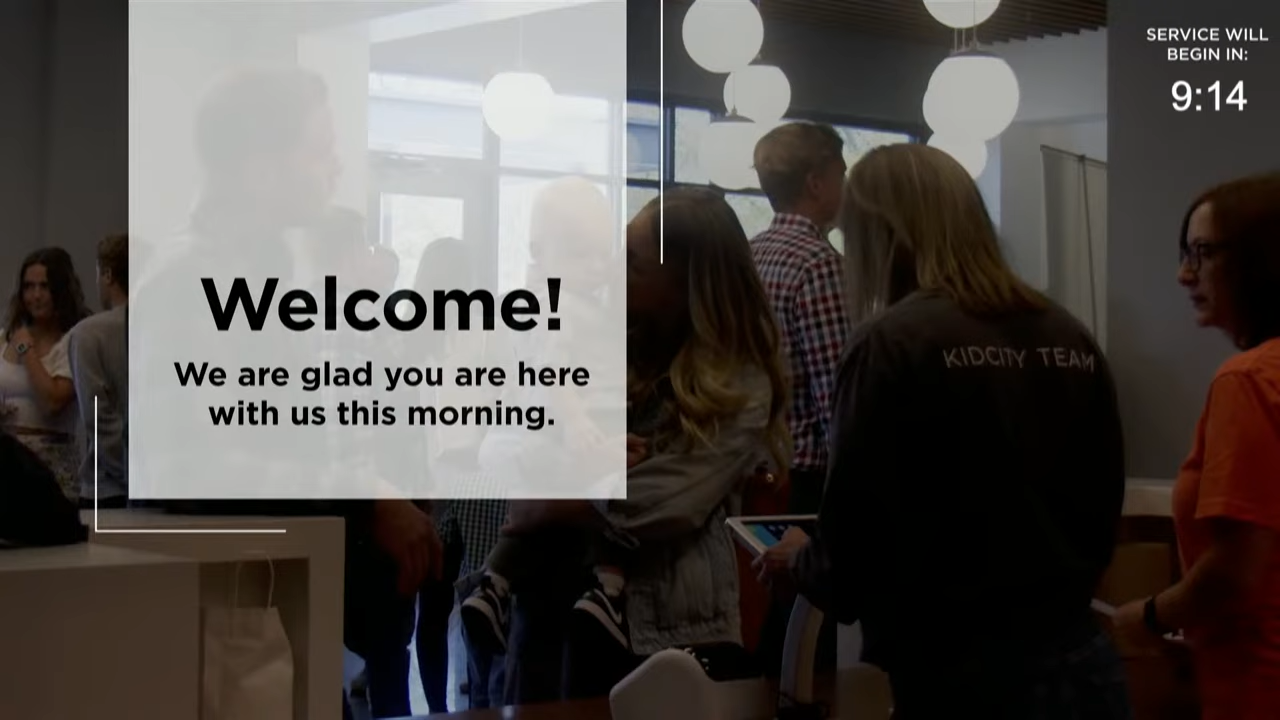 SERVICE WILL
BEGIN IN:
9:14
Welcome!
We are glad you are here
with us this morning.
KIDCITY TEAM